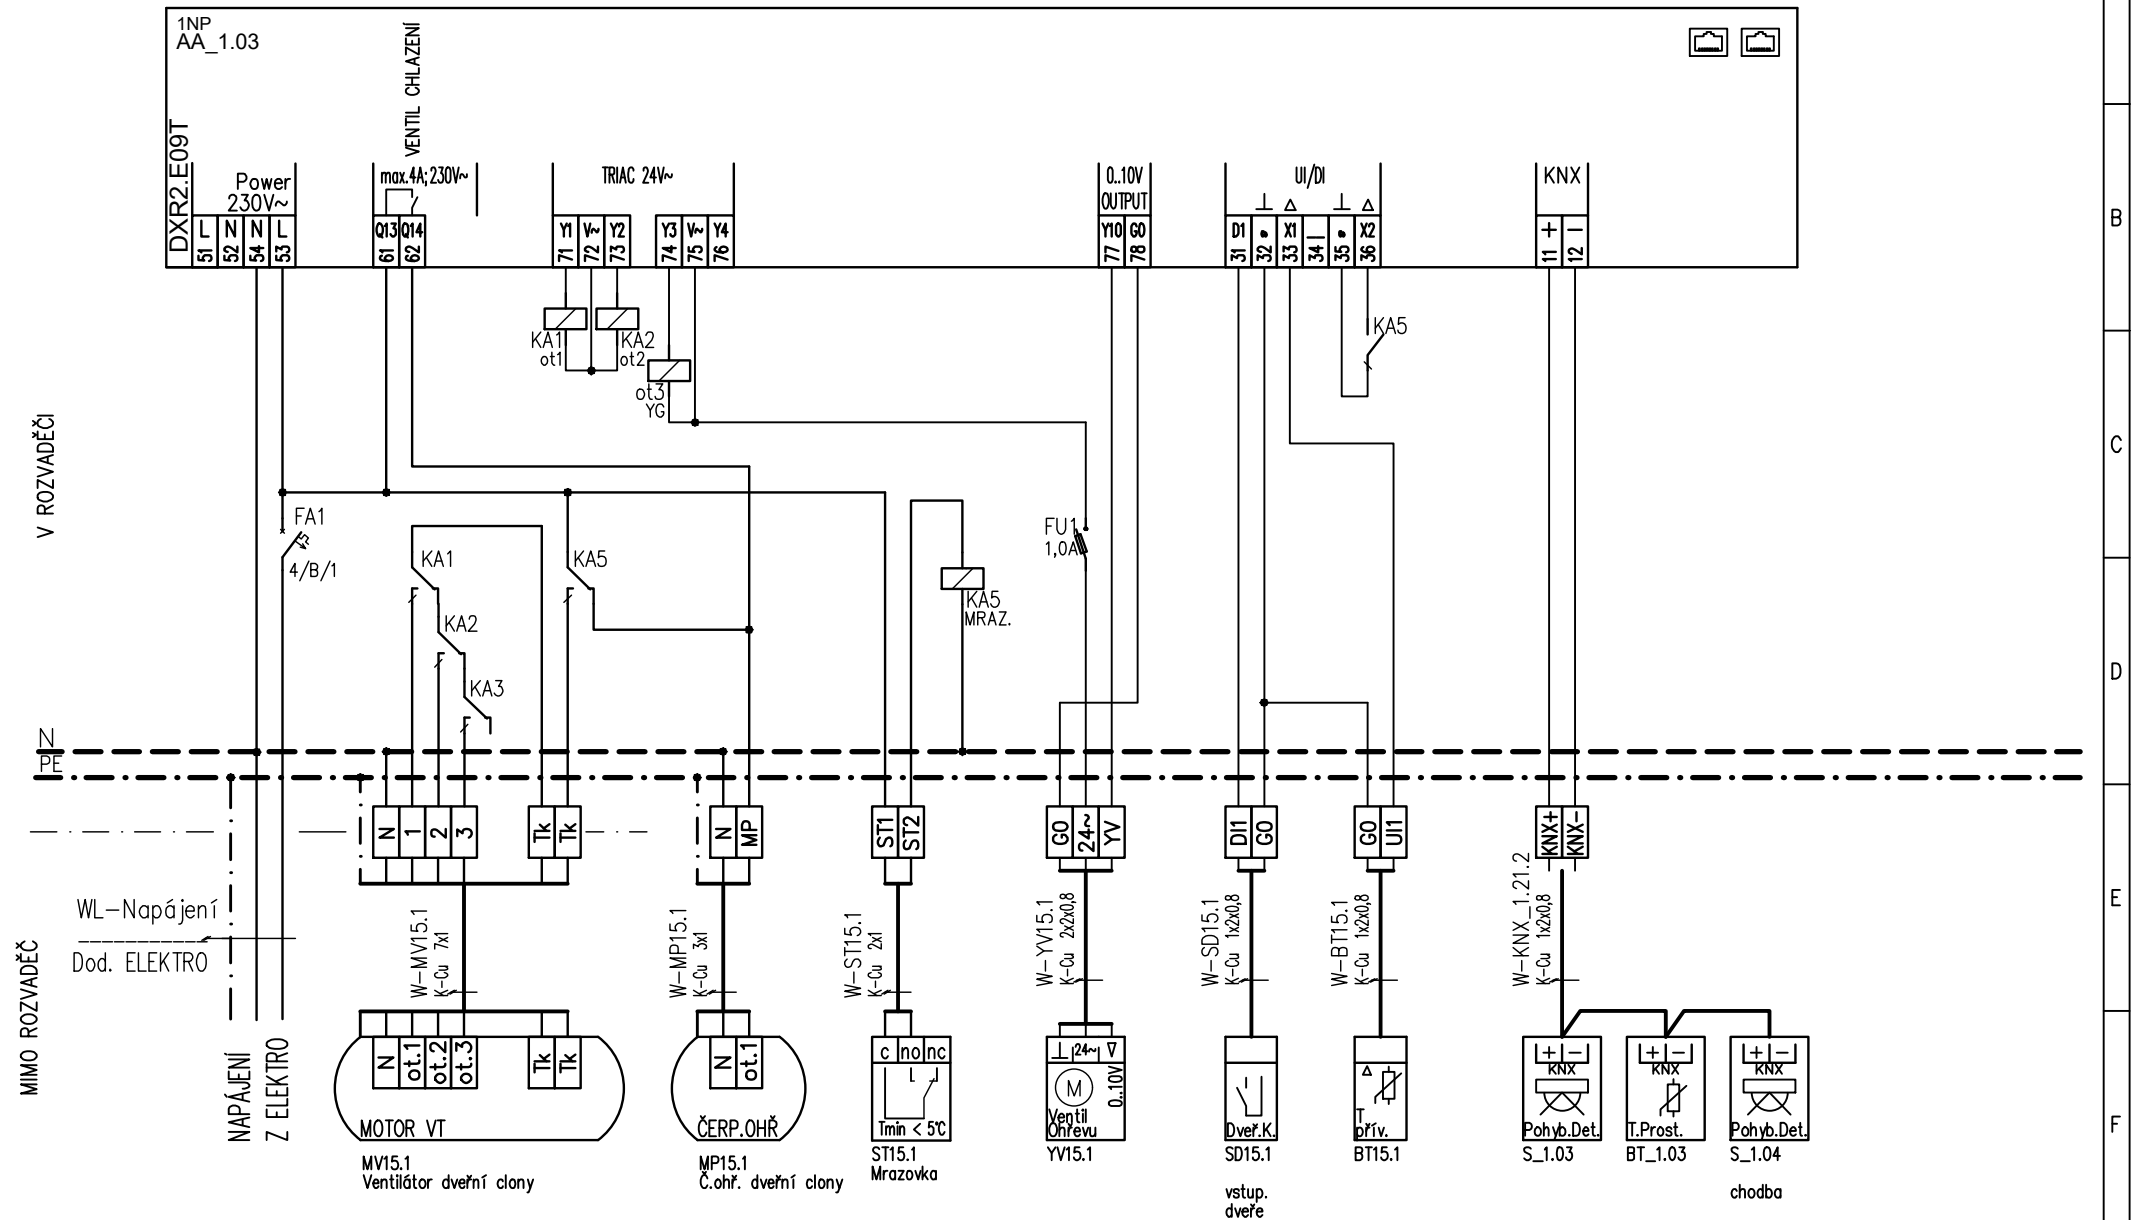 1NP
AA_1.03
DXR2.E09T
VENTIL CHLAZENÍ
Power
230V~
max.4A;230V~
TRIAC 24V~
0..10V
OUTPUT
UI/DI
KNX
L N N L
51 52 54 53
Q13 Q14
61 62
Y1 V~ Y2
71 72 73
Y3 V~ Y4
74 75 76
Y10 G0
77 78
D1 X1 X2
31 32 33 34 35 36
+ −
11 12
B
KA1
ot1
KA2
ot2
ot3
YG
KA5
V ROZVADĚČI
C
FA1
4/B/1
KA1
KA2
KA3
KA5
KA5
MRAZ.
FU1
1,0A
D
N
PE
N 1 2 3 Tk Tk
N MP
ST1 ST2
G0 24~ YV
DI1 G0
G0 UI1
KNX+ KNX-
E
WL-Napájení
Dod. ELEKTRO
W-MV15.1
K-Cu 7x1
W-MP15.1
K-Cu 3x1
W-ST15.1
K-Cu 2x1
W-YV15.1
K-Cu 2x2x0,8
W-SD15.1
K-Cu 1x2x0,8
W-BT15.1
K-Cu 1x2x0,8
W-KNX_1.21.2
K-Cu 1x2x0,8
MIMO ROZVADĚČ
NAPÁJENÍ
Z ELEKTRO
N ot.1 ot.2 ot.3 Tk Tk
MOTOR VT
MV15.1
Ventilátor dveřní clony
N ot.1
ČERP.OHŘ
MP15.1
Č.ohř. dveřní clony
c no nc
Tmin < 5°C
ST15.1
Mrazovka
24~
M
0..10V
Ventil
Ohřevu
YV15.1
Dveř.K.
SD15.1
vstup.
dveře
T
přív.
BT15.1
+ −
KNX
Pohyb.Det.
S_1.03
+ −
KNX
T.Prost.
BT_1.03
+ −
KNX
Pohyb.Det.
S_1.04
chodba
F